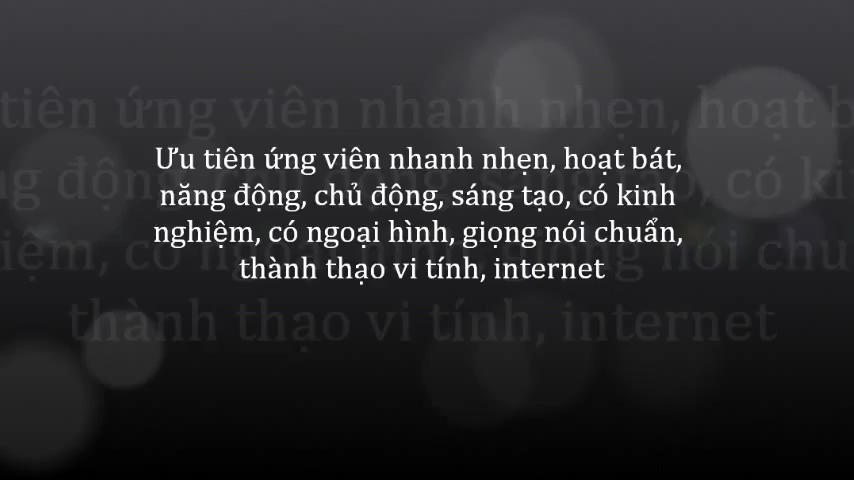 Ưu tiên ứng viên nhanh nhẹn, hoạt bát,
năng động, chủ động, sáng tạo, có kinh
nghiệm, có ngoại hình, giọng nói chuẩn,
thành thạo vi tính, internet